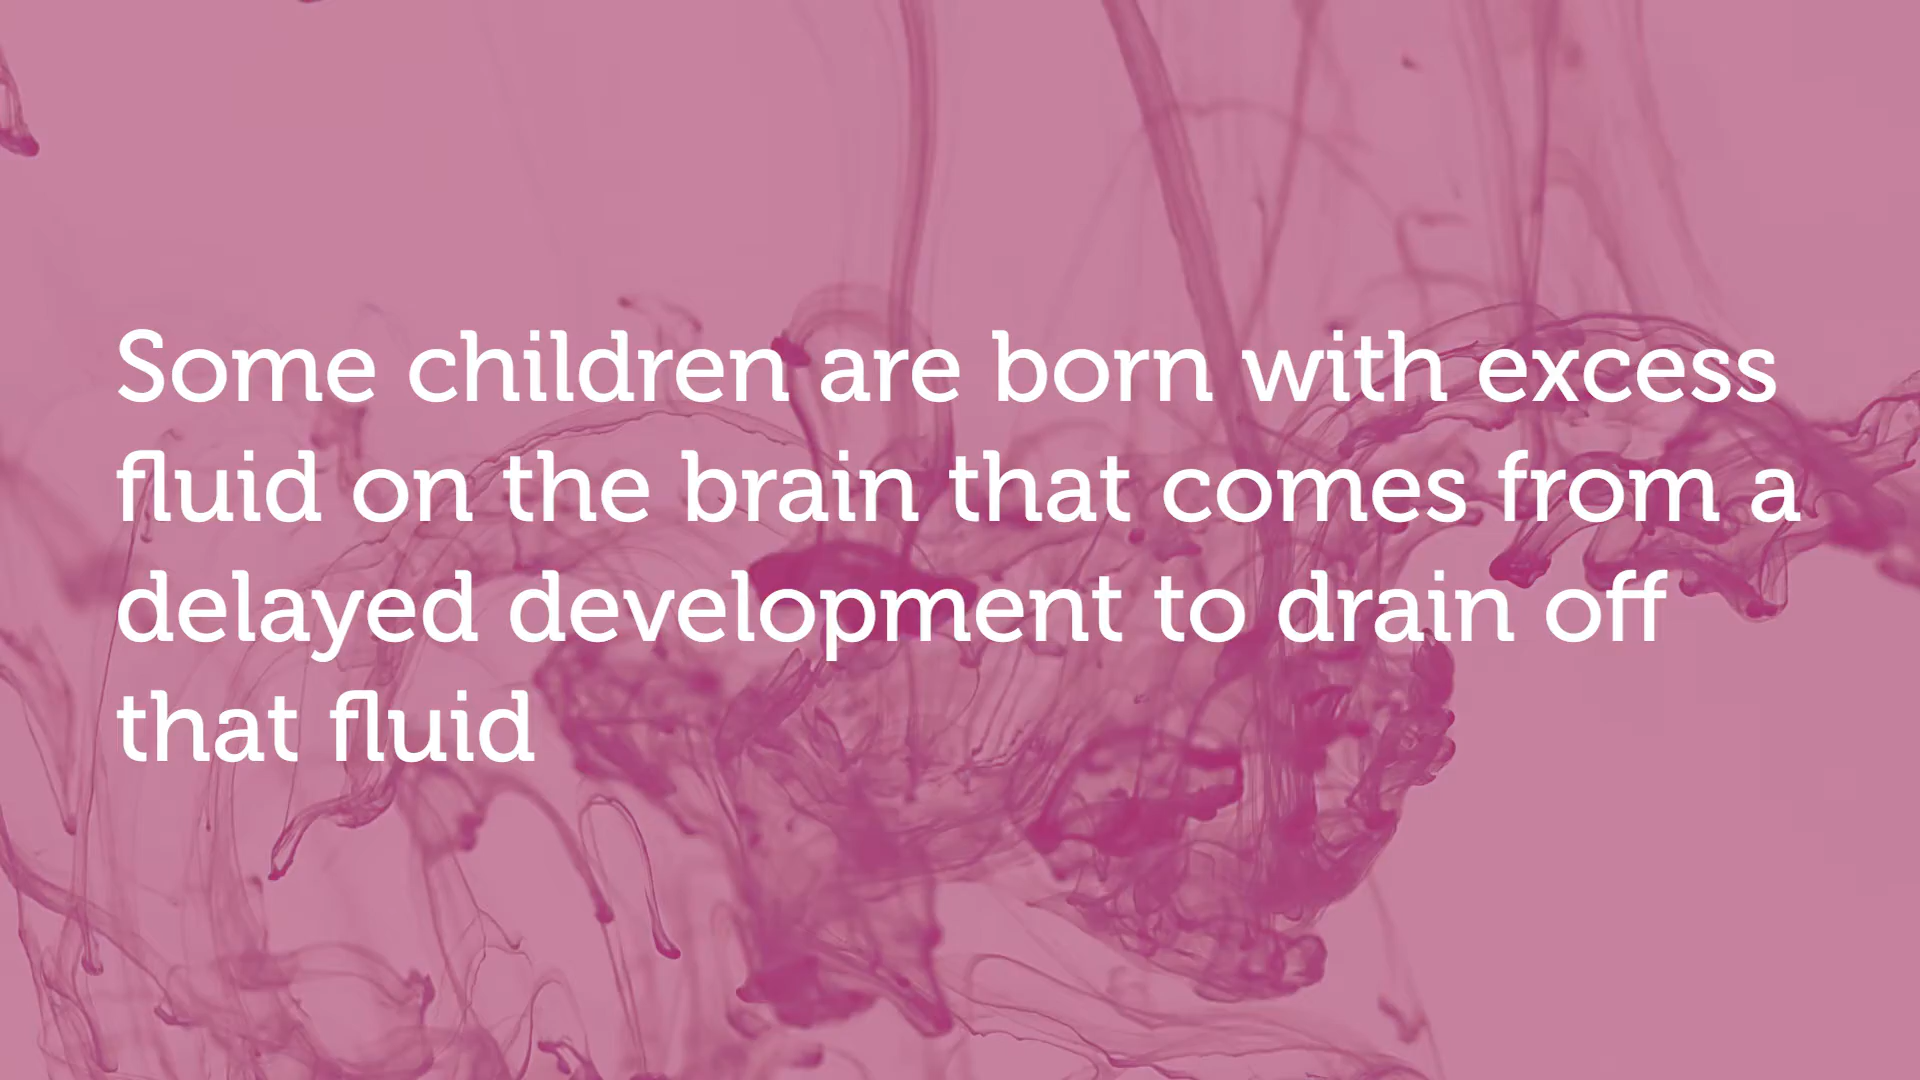 Some children are born with excess
fluid on the brain that comes from a
delayed development to drain off
that fluid